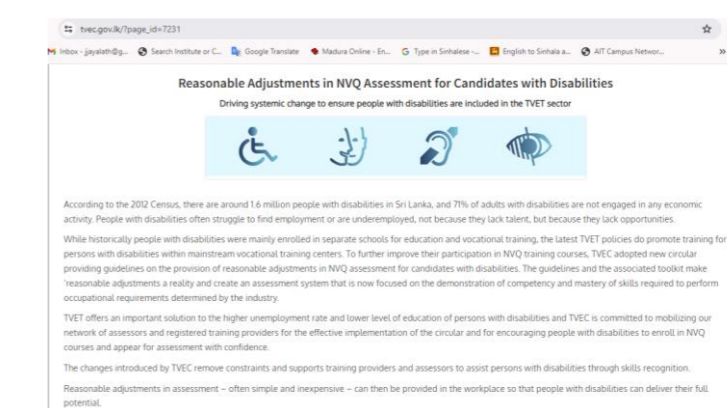 tvec.gov.lk/?page_id=7231
Inbox - jjayalath@g... Search Institute or C... Google Translate Madura Online - En... Type in Sinhalese -... English to Sinhala a... AIT Campus Networ... »
Reasonable Adjustments in NVQ Assessment for Candidates with Disabilities
Driving systemic change to ensure people with disabilities are included in the TVET sector
According to the 2012 Census, there are around 1.6 million people with disabilities in Sri Lanka, and 71% of adults with disabilities are not engaged in any economic
activity. People with disabilities often struggle to find employment or are underemployed, not because they lack talent, but because they lack opportunities.
While historically people with disabilities were mainly enrolled in separate schools for education and vocational training, the latest TVET policies do promote training for
persons with disabilities within mainstream vocational training centers. To further improve their participation in NVQ training courses, TVEC adopted new circular
providing guidelines on the provision of reasonable adjustments in NVQ assessment for candidates with disabilities. The guidelines and the associated toolkit make
'reasonable adjustments a reality and create an assessment system that is now focused on the demonstration of competency and mastery of skills required to perform
occupational requirements determined by the industry.
TVET offers an important solution to the higher unemployment rate and lower level of education of persons with disabilities and TVEC is committed to mobilizing our
network of assessors and registered training providers for the effective implementation of the circular and for encouraging people with disabilities to enroll in NVQ
courses and appear for assessment with confidence.
The changes introduced by TVEC remove constraints and supports training providers and assessors to assist persons with disabilities through skills recognition.
Reasonable adjustments in assessment – often simple and inexpensive – can then be provided in the workplace so that people with disabilities can deliver their full
potential.